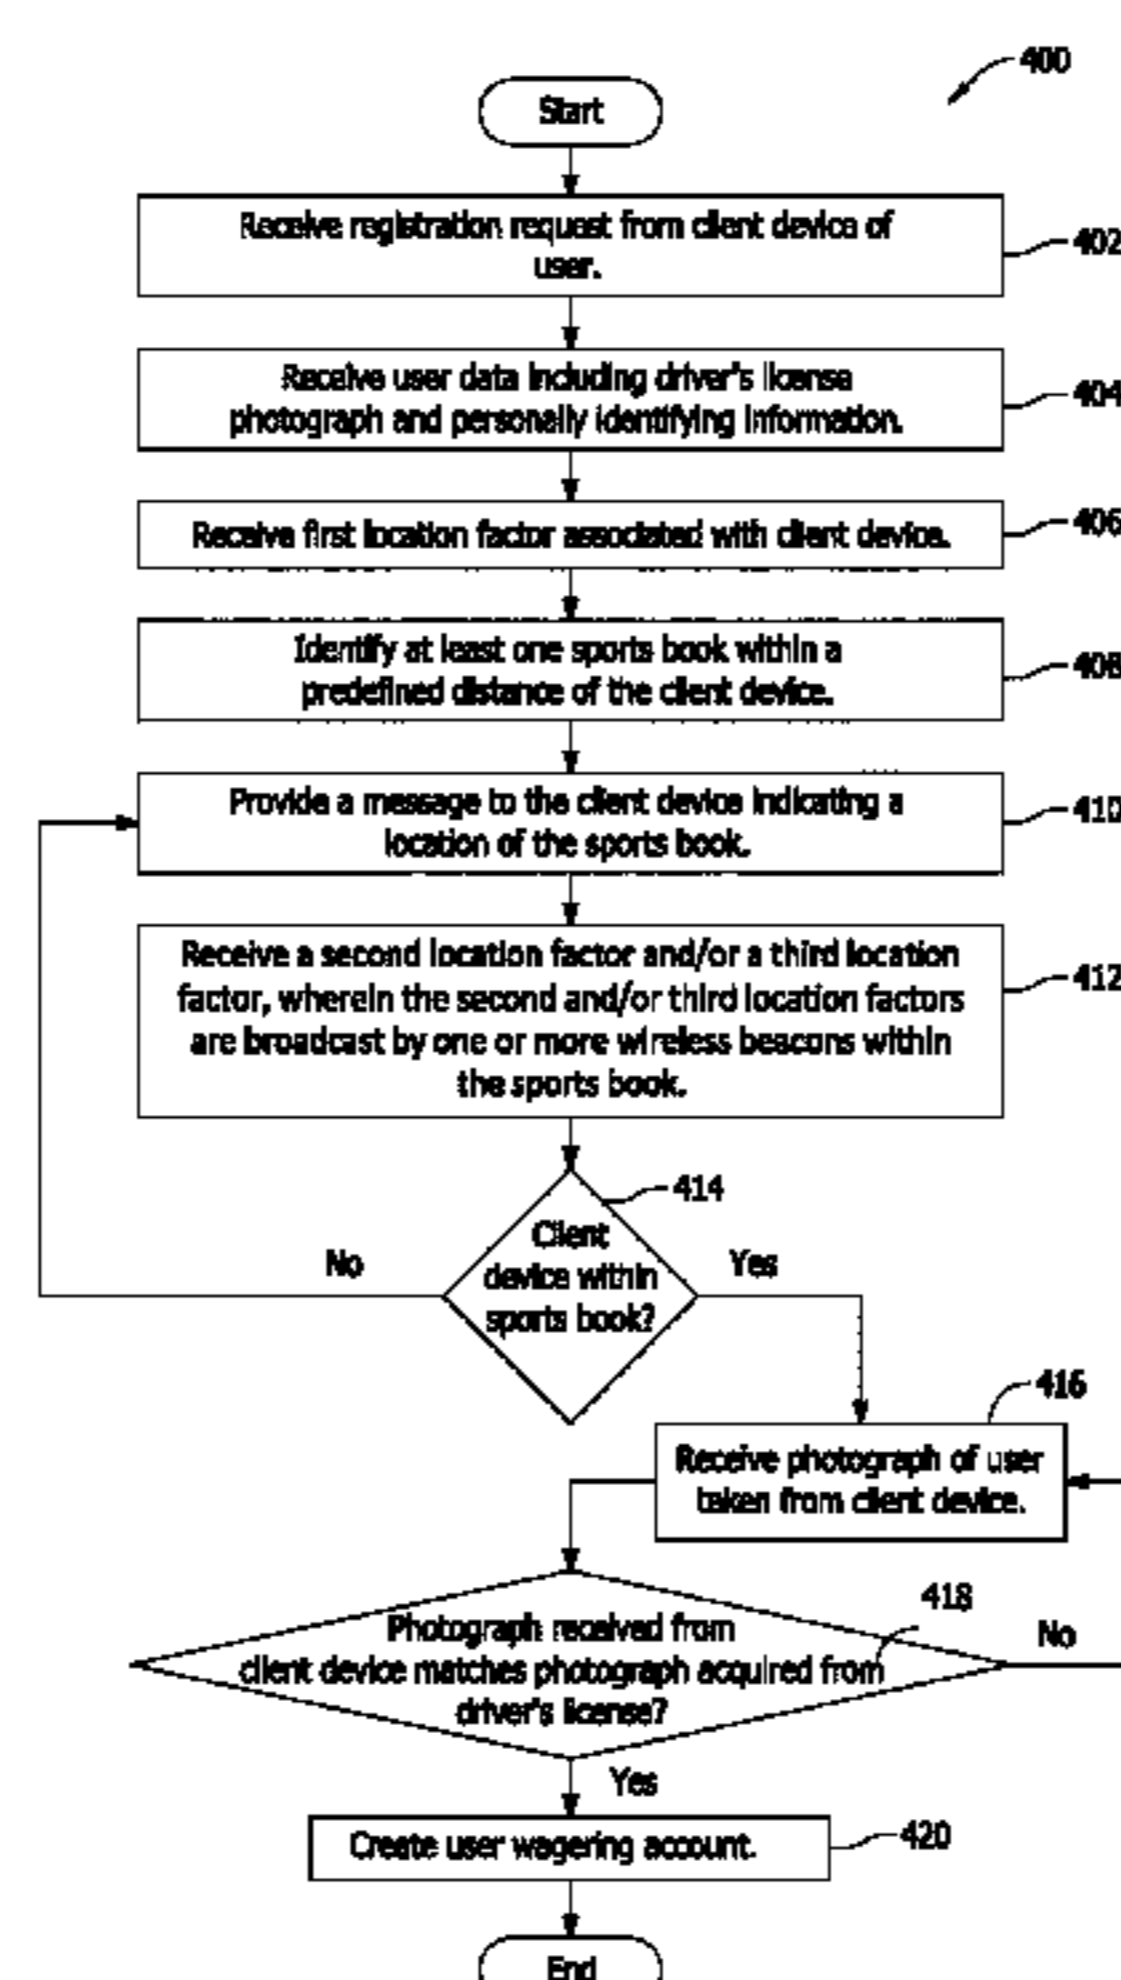 400
Start
Receive registration request from client device of
user.
402
Receive user data including driver's license
photograph and personally identifying information.
404
Receive first location factor associated with client device.
406
Identify at least one sports book within a
predefined distance of the client device.
408
Provide a message to the client device indicating a
location of the sports book.
410
Receive a second location factor and/or a third location
factor, wherein the second and/or third location factors
are broadcast by one or more wireless beacons within
the sports book.
412
414
Client
device within
sports book?
No
Yes
416
Receive photograph of user
taken from client device.
418
Photograph received from
client device matches photograph acquired from
driver's license?
No
Yes
Create user wagering account.
420
End